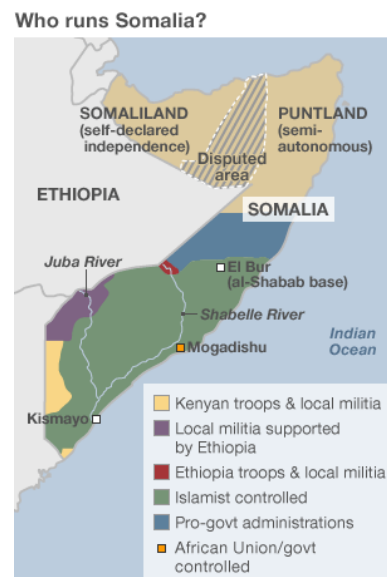 Who runs Somalia?
SOMALILAND
(self-declared
independence)
PUNTLAND
(semi-
autonomous)
Disputed
area
ETHIOPIA
SOMALIA
Juba River
El Bur
(al-Shabab base)
Shabelle River
Indian
Ocean
Mogadishu
Kismayo
Kenyan troops & local militia
Local militia supported
by Ethiopia
Ethiopia troops & local militia
Islamist controlled
Pro-govt administrations
African Union/govt
controlled